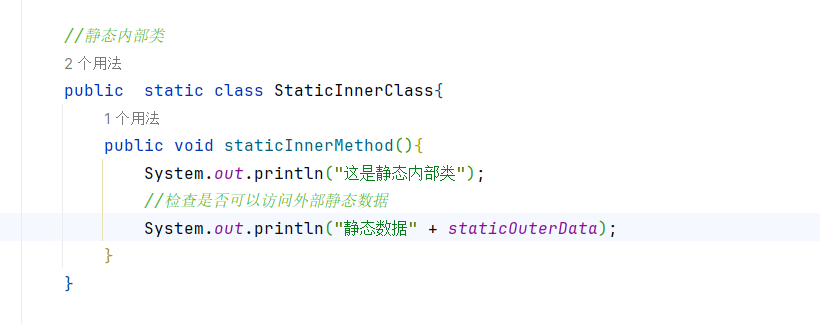 //静态内部类
2 个用法
public  static class StaticInnerClass{
1 个用法
public void staticInnerMethod(){
System.out.println("这是静态内部类");
//检查是否可以访问外部静态数据
System.out.println("静态数据" + staticOuterData);
}
}